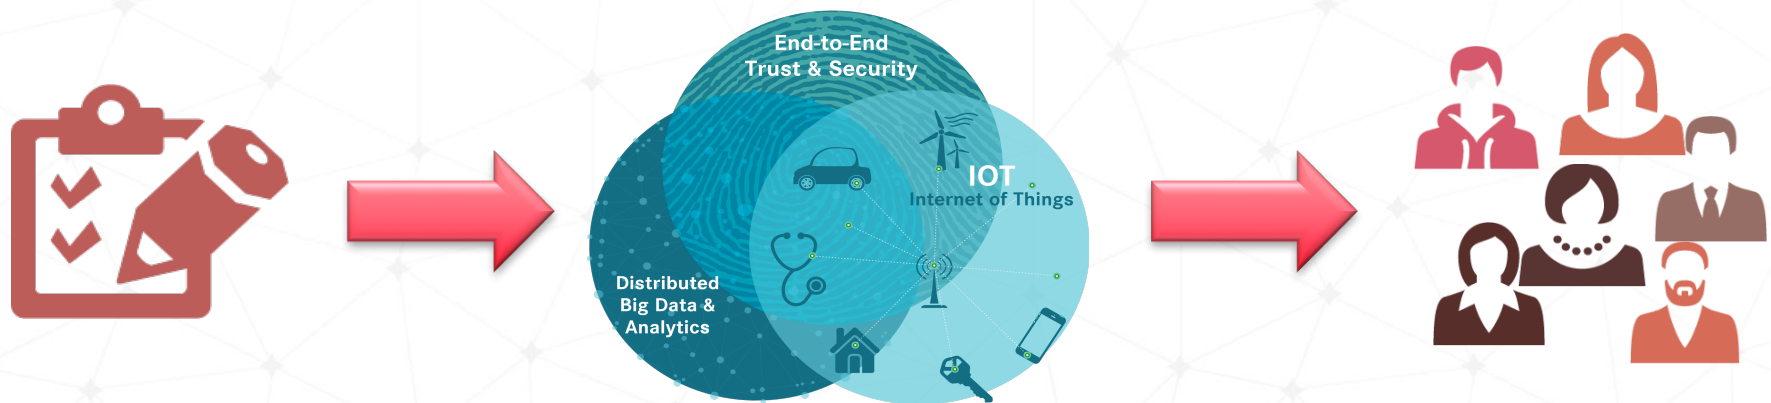 End-to-End
Trust & Security
IOT
Internet of Things
Distributed
Big Data &
Analytics